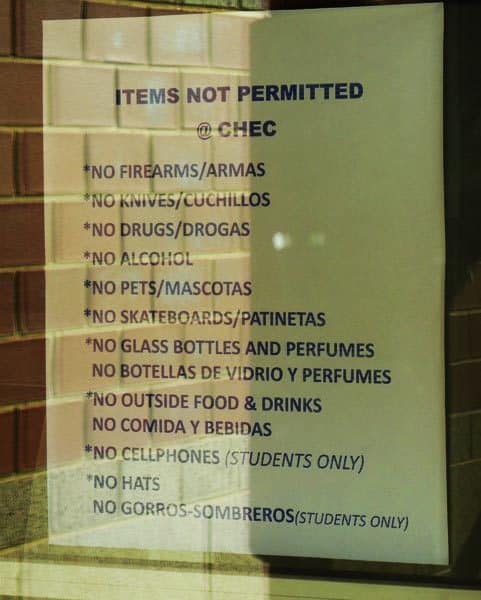 ITEMS NOT PERMITTED
@ CHEC
*NO FIREARMS/ARMAS
*NO KNIVES/CUCHILLOS
*NO DRUGS/DROGAS
*NO ALCOHOL
*NO PETS/MASCOTAS
*NO SKATEBOARDS/PATINETAS
*NO GLASS BOTTLES AND PERFUMES
NO BOTELLAS DE VIDRIO Y PERFUMES
*NO OUTSIDE FOOD & DRINKS
NO COMIDA Y BEBIDAS
*NO CELLPHONES (STUDENTS ONLY)
*NO HATS
NO GORROS-SOMBREROS(STUDENTS ONLY)